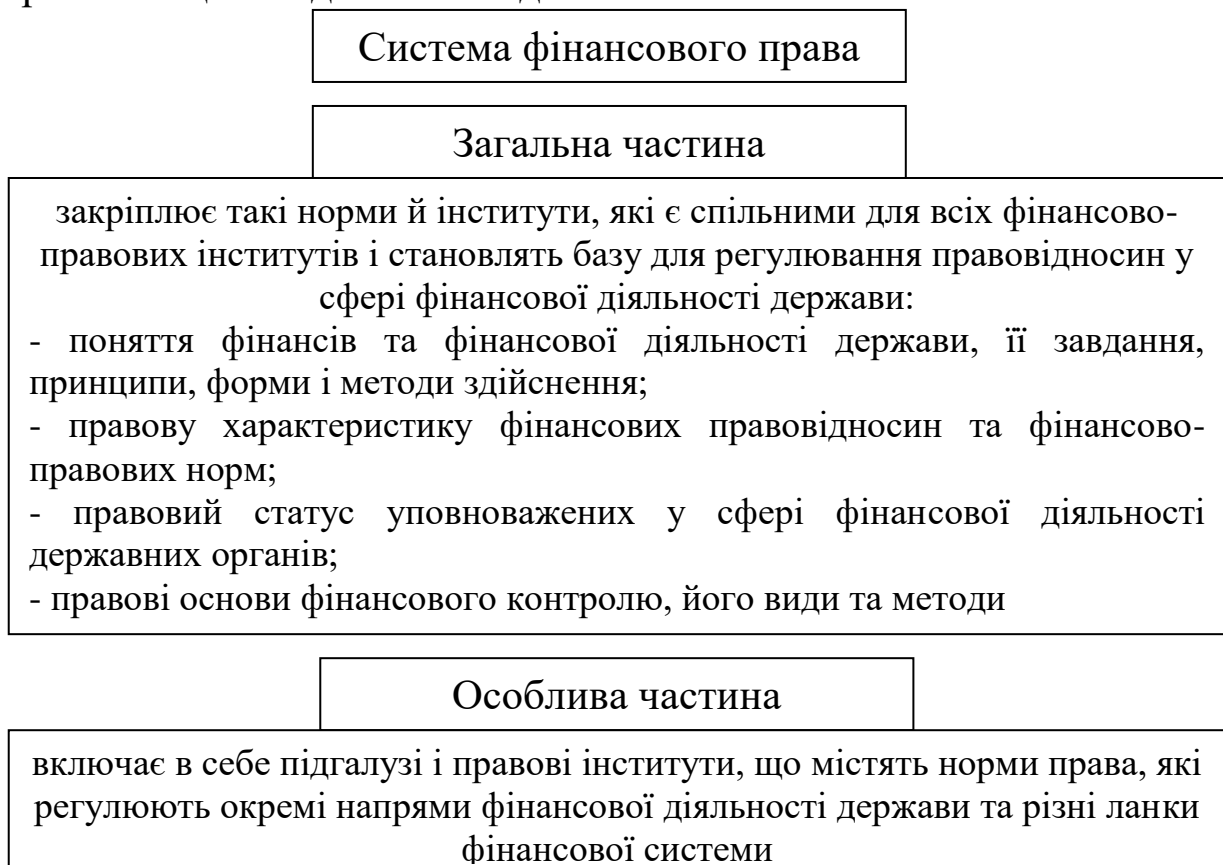 Система фінансового права
Загальна частина
закріплює такі норми й інститути, які є спільними для всіх фінансово-
правових інститутів і становлять базу для регулювання правовідносин у
сфері фінансової діяльності держави:
- поняття фінансів та фінансової діяльності держави, її завдання,
принципи, форми і методи здійснення;
- правову характеристику фінансових правовідносин та фінансово-
правових норм;
- правовий статус уповноважених у сфері фінансової діяльності
державних органів;
- правові основи фінансового контролю, його види та методи
Особлива частина
включає в себе підгалузі і правові інститути, що містять норми права, які
регулюють окремі напрями фінансової діяльності держави та різні ланки
фінансової системи